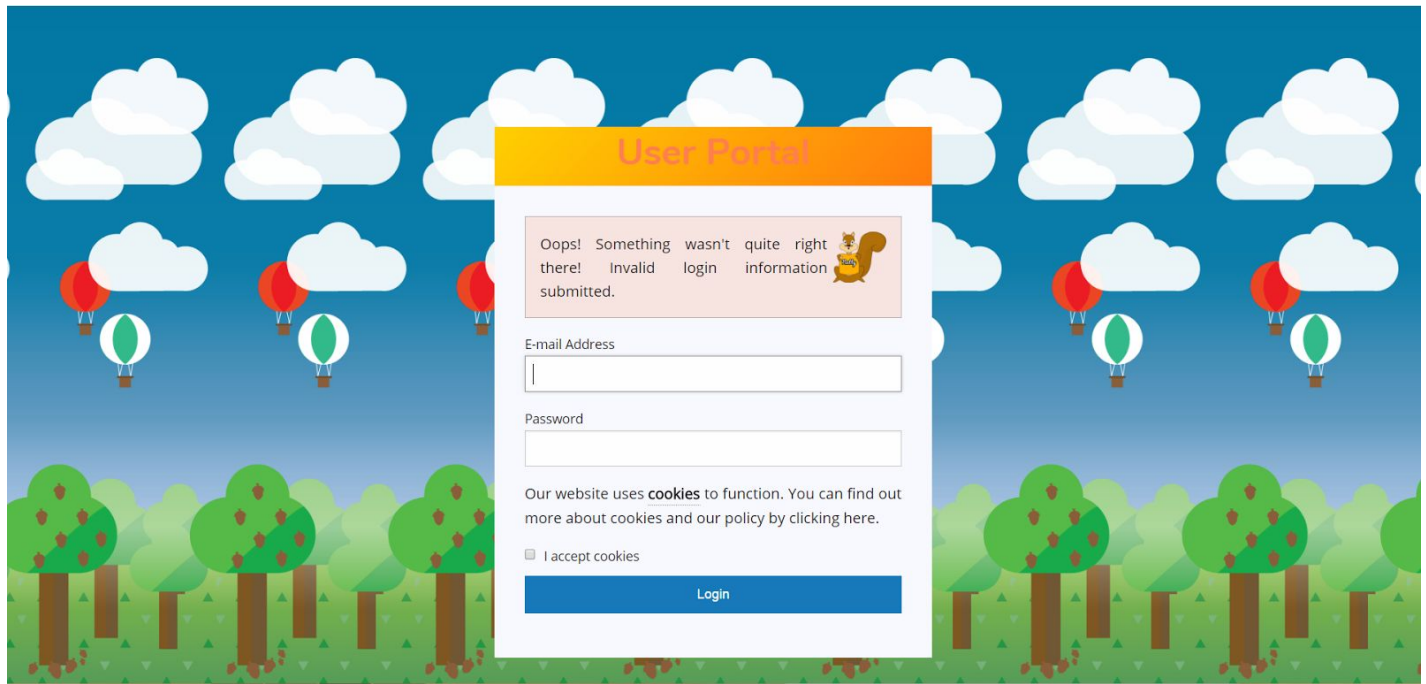 User Portal
Oops! Something wasn't quite right
there! Invalid login information
submitted.
E-mail Address
Password
Our website uses cookies to function. You can find out
more about cookies and our policy by clicking here.
I accept cookies
Login